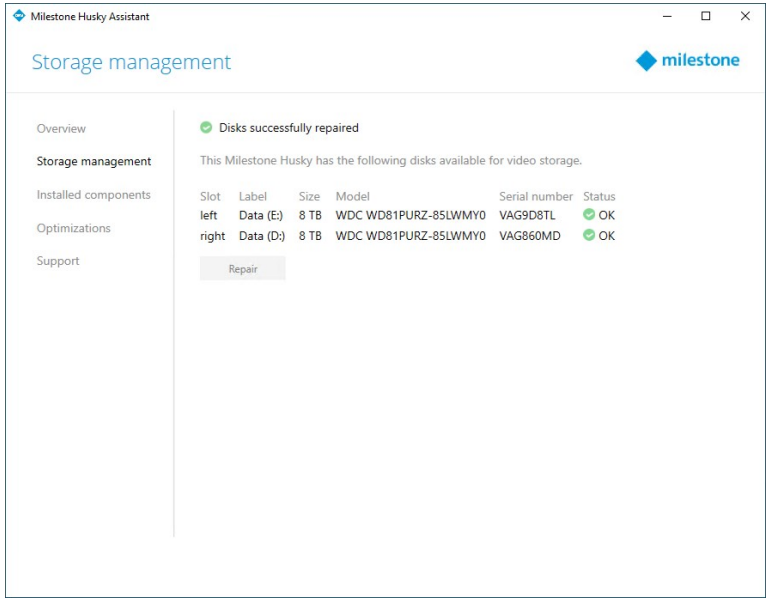 Milestone Husky Assistant
Storage management
milestone
Overview
Storage management
Installed components
Optimizations
Support
Disks successfully repaired
This Milestone Husky has the following disks available for video storage.
Slot Label Size Model Serial number Status
left Data (E:) 8 TB WDC WD81PURZ-85LWMY0 VAG9D8TL OK
right Data (D:) 8 TB WDC WD81PURZ-85LWMY0 VAG860MD OK
Repair